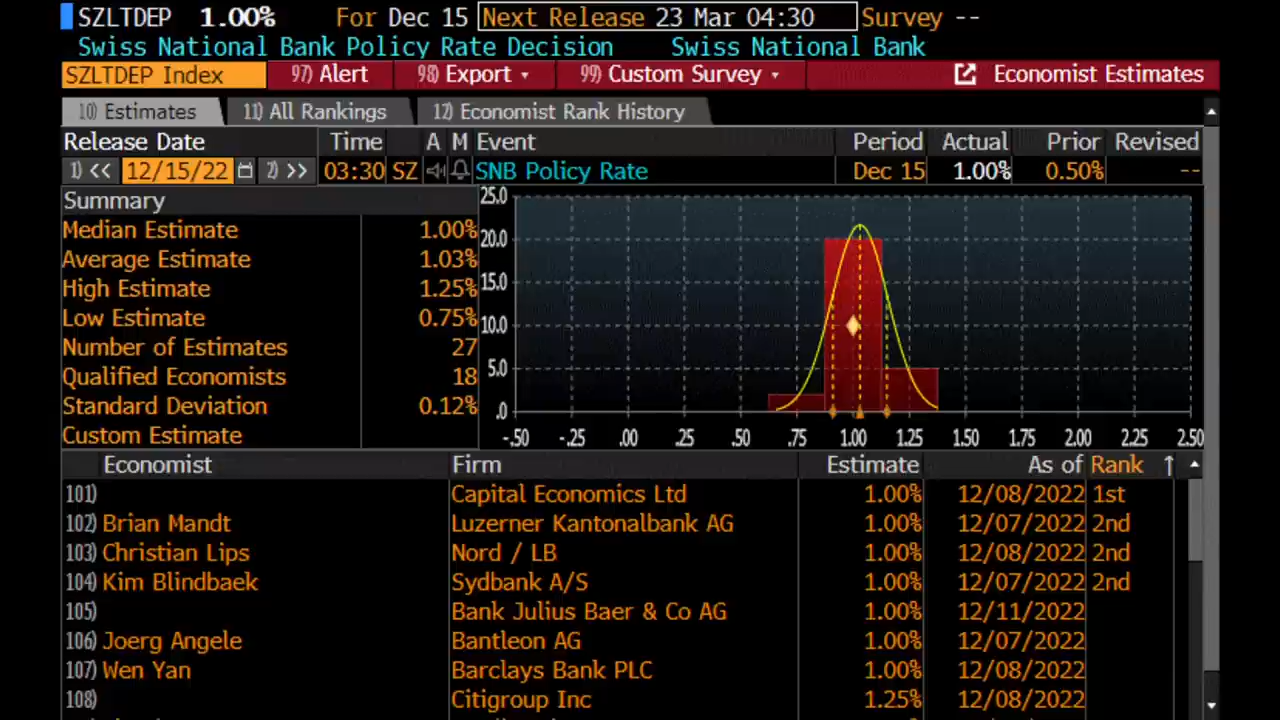 SZLTDEP 1.00% For Dec 15 Next Release 23 Mar 04:30 Survey --
Swiss National Bank Policy Rate Decision Swiss National Bank
SZLTDEP Index 97) Alert 98) Export 99) Custom Survey Economist Estimates
10) Estimates 11) All Rankings 12) Economist Rank History
Release Date Time A M Event Period Actual Prior Revised
1) << 12/15/22 2) >> 03:30 SZ SNB Policy Rate Dec 15 1.00% 0.50% --
Summary
Median Estimate 1.00%
Average Estimate 1.03%
High Estimate 1.25%
Low Estimate 0.75%
Number of Estimates 27
Qualified Economists 18
Standard Deviation 0.12%
Custom Estimate
25.0
20.0
15.0
10.0
5.0
.0
-.50 -.25 .00 .25 .50 .75 1.00 1.25 1.50 1.75 2.00 2.25 2.50
Economist Firm Estimate As of Rank ↑
101) Capital Economics Ltd 1.00% 12/08/2022 1st
102) Brian Mandt Luzerner Kantonalbank AG 1.00% 12/07/2022 2nd
103) Christian Lips Nord / LB 1.00% 12/08/2022 2nd
104) Kim Blindbaek Sydbank A/S 1.00% 12/07/2022 2nd
105) Bank Julius Baer & Co AG 1.00% 12/11/2022
106) Joerg Angele Bantleon AG 1.00% 12/07/2022
107) Wen Yan Barclays Bank PLC 1.00% 12/08/2022
108) Citigroup Inc 1.25% 12/08/2022